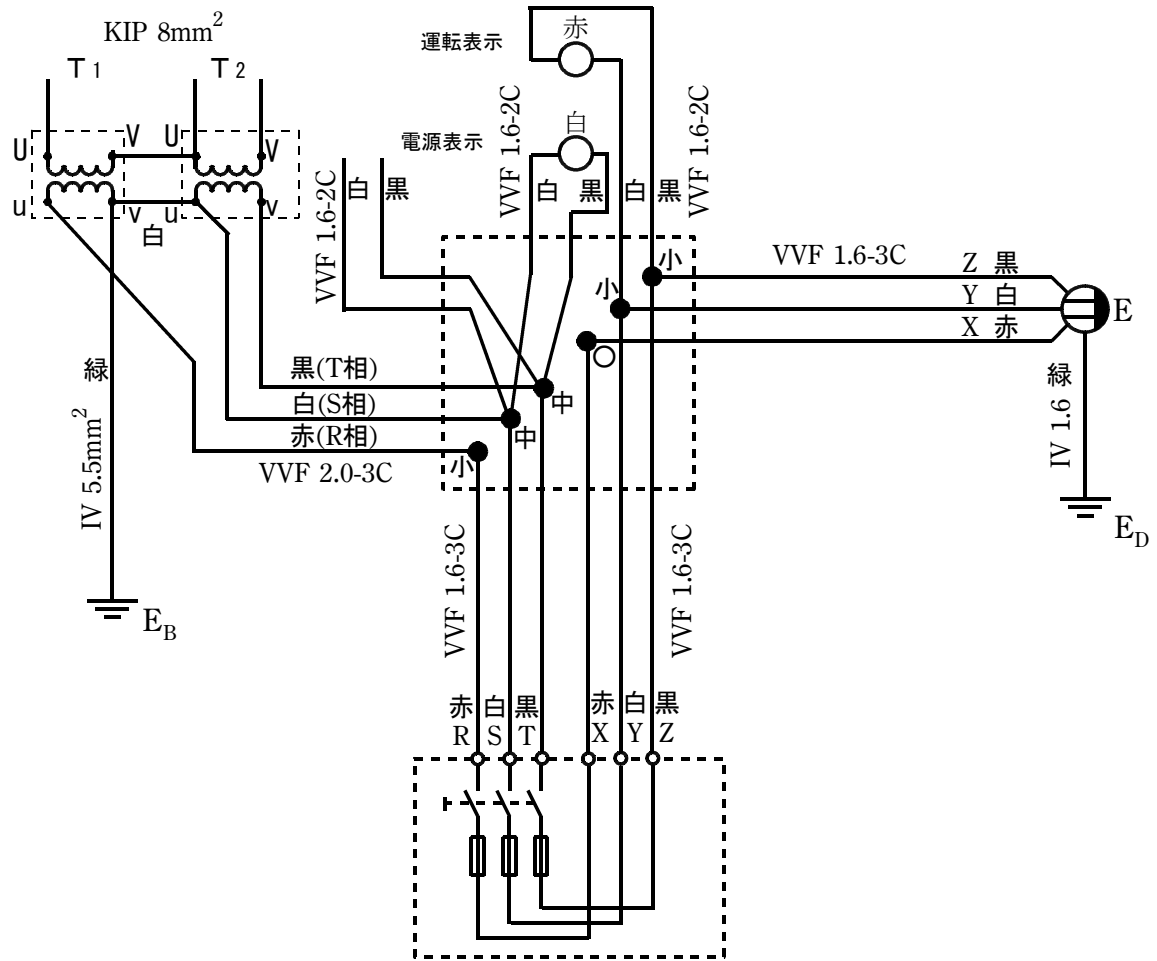 KIP 8mm²
T1
T2
U
V
U
V
u
v
u
v
白
運転表示
赤
電源表示
白
VVF 1.6-2C
白
黒
VVF 1.6-2C
白
黒
白
黒
VVF 1.6-2C
小
小
VVF 1.6-3C
Z 黒
Y 白
X 赤
E
緑
IV 1.6
E_D
黒(T相)
白(S相)
赤(R相)
VVF 2.0-3C
中
中
小
緑
IV 5.5mm²
E_B
VVF 1.6-3C
VVF 1.6-3C
赤 白 黒
R S T
赤 白 黒
X Y Z